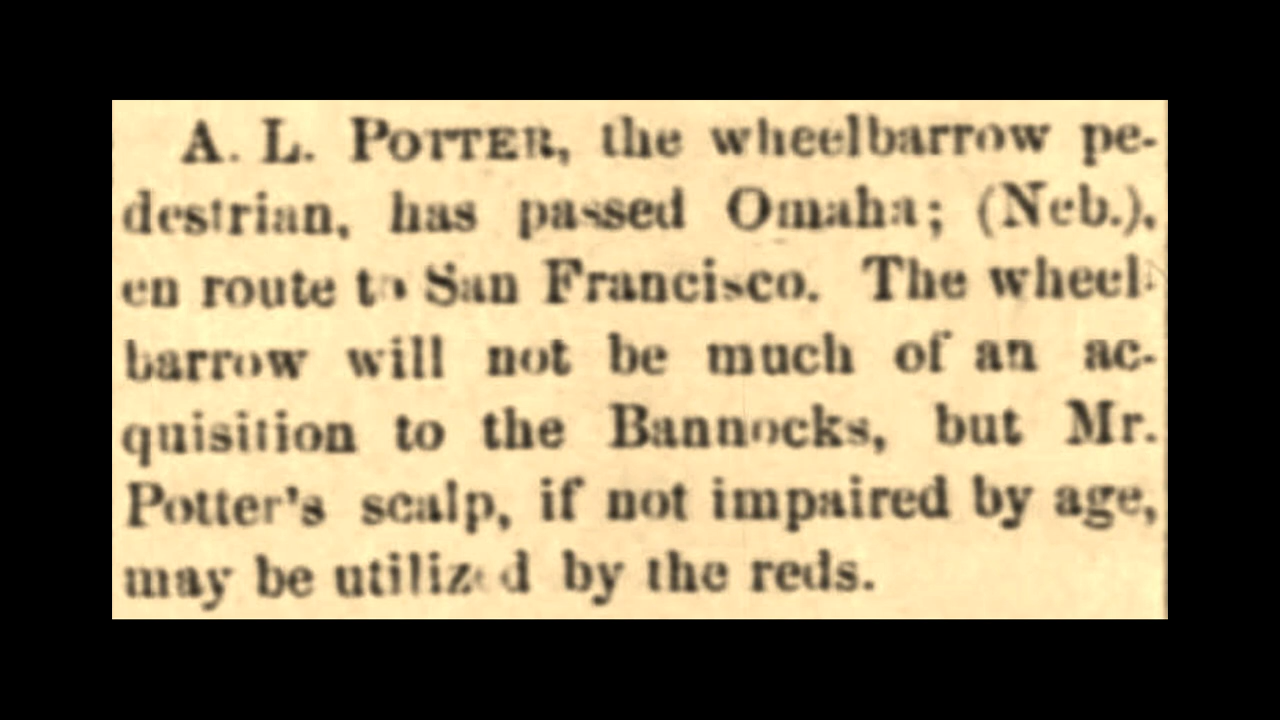 A. L. POTTER, the wheelbarrow pe-
destrian, has passed Omaha; (Neb.),
en route to San Francisco. The wheel-
barrow will not be much of an ac-
quisition to the Bannocks, but Mr.
Potter's scalp, if not impaired by age,
may be utilized by the reds.